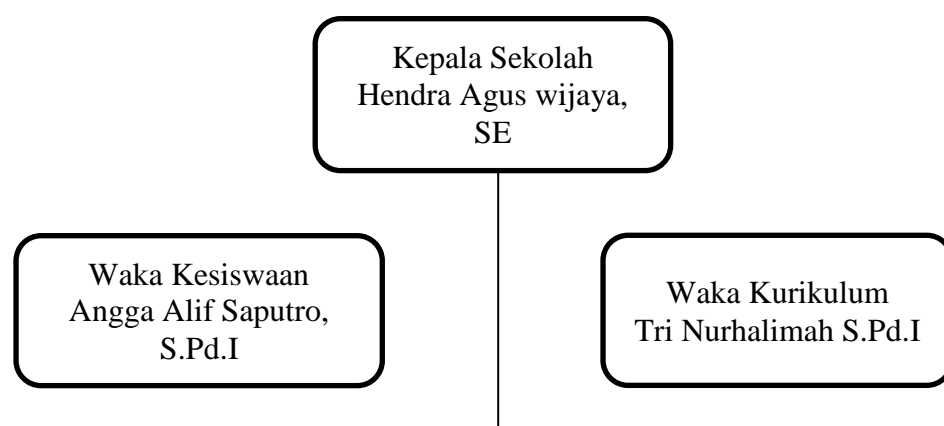 Kepala Sekolah
Hendra Agus wijaya,
SE
Waka Kesiswaan
Angga Alif Saputro,
S.Pd.I
Waka Kurikulum
Tri Nurhalimah S.Pd.I